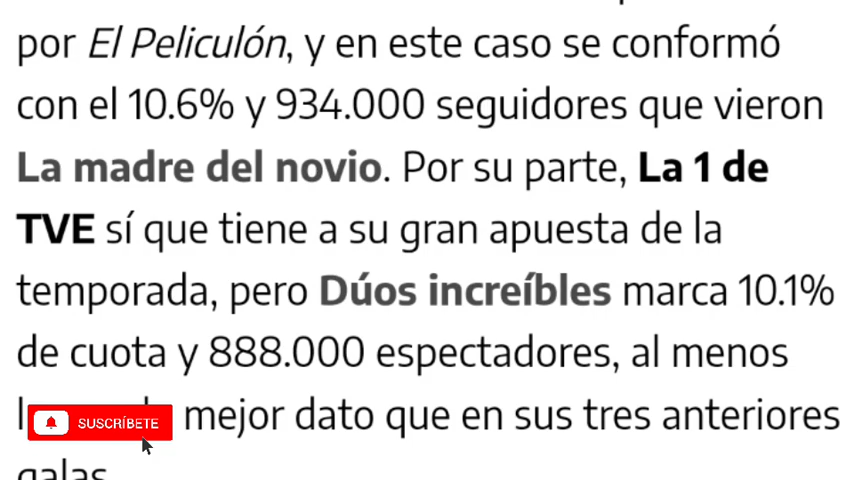 por El Peliculón, y en este caso se conformó
con el 10.6% y 934.000 seguidores que vieron
La madre del novio. Por su parte, La 1 de
TVE sí que tiene a su gran apuesta de la
temporada, pero Dúos increíbles marca 10.1%
de cuota y 888.000 espectadores, al menos
SUSCRÍBETE mejor dato que en sus tres anteriores
galas.